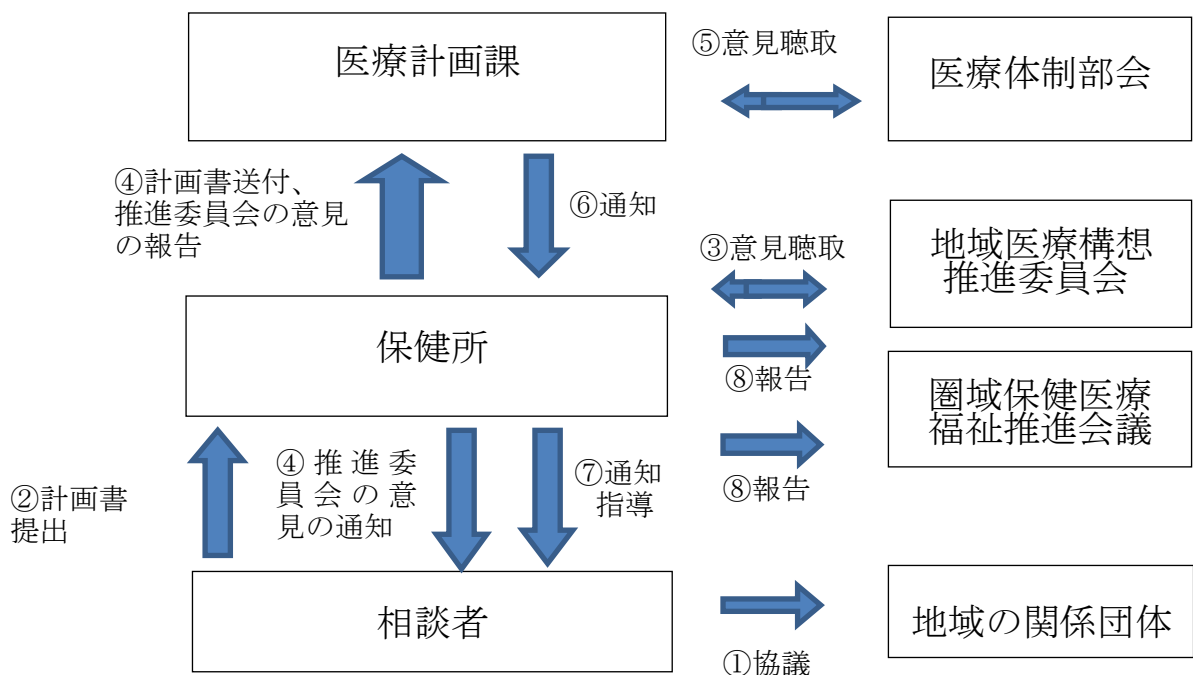 医療計画課
⑤意見聴取
医療体制部会
④計画書送付、
推進委員会の意見
の報告
⑥通知
③意見聴取
地域医療構想
推進委員会
保健所
⑧報告
圏域保健医療
福祉推進会議
⑧報告
②計画書
提出
④推進委
員会の意
見の通知
⑦通知
指導
相談者
①協議
地域の関係団体